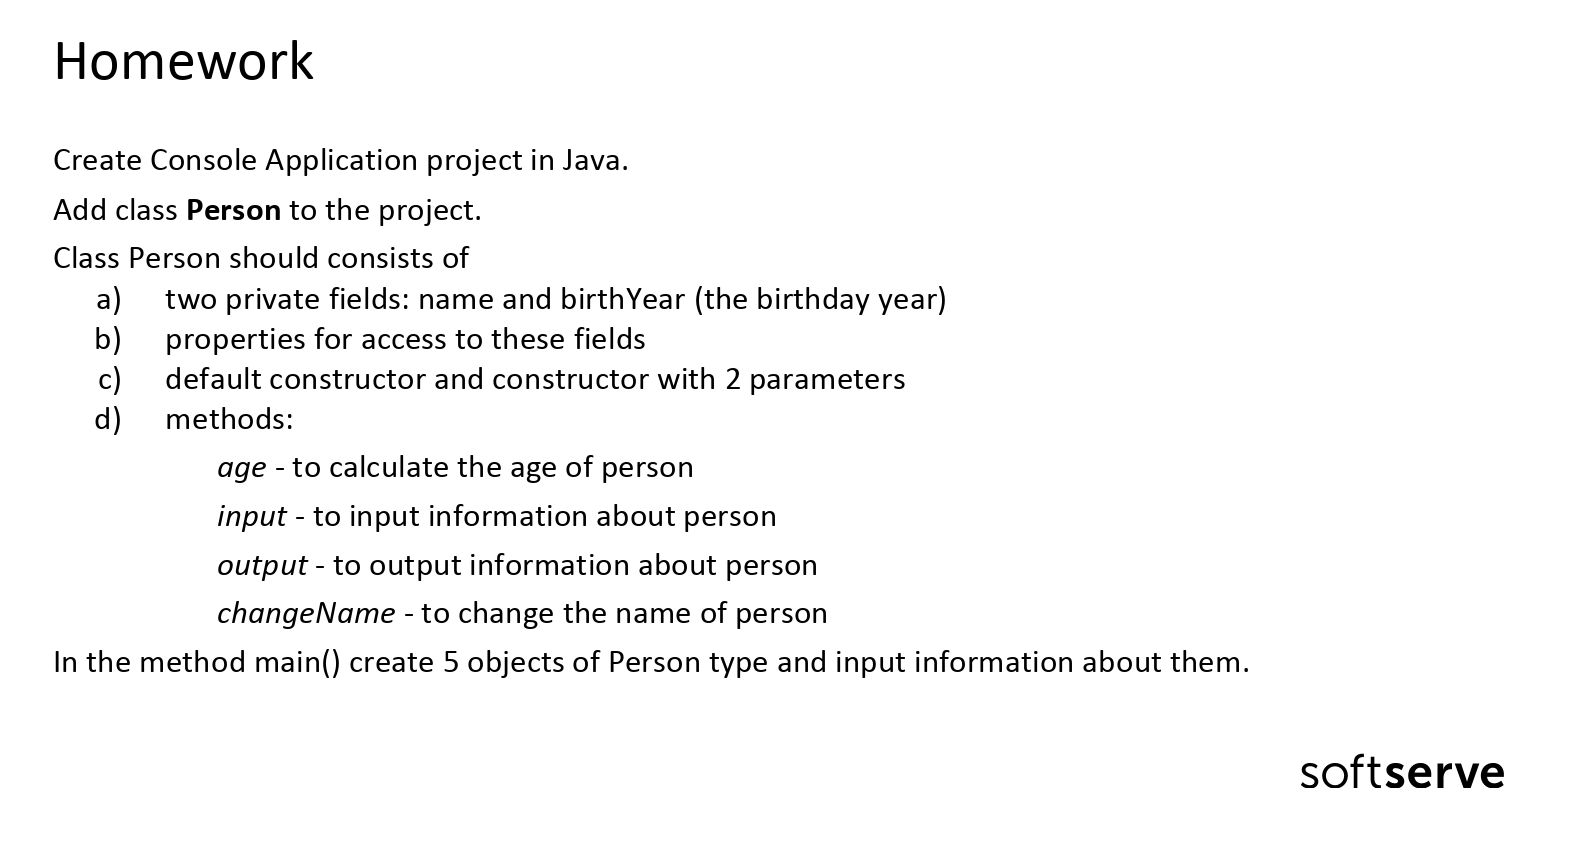 Homework
Create Console Application project in Java.
Add class Person to the project.
Class Person should consists of
a) two private fields: name and birthYear (the birthday year)
b) properties for access to these fields
c) default constructor and constructor with 2 parameters
d) methods:
age - to calculate the age of person
input - to input information about person
output - to output information about person
changeName - to change the name of person
In the method main() create 5 objects of Person type and input information about them.
softserve